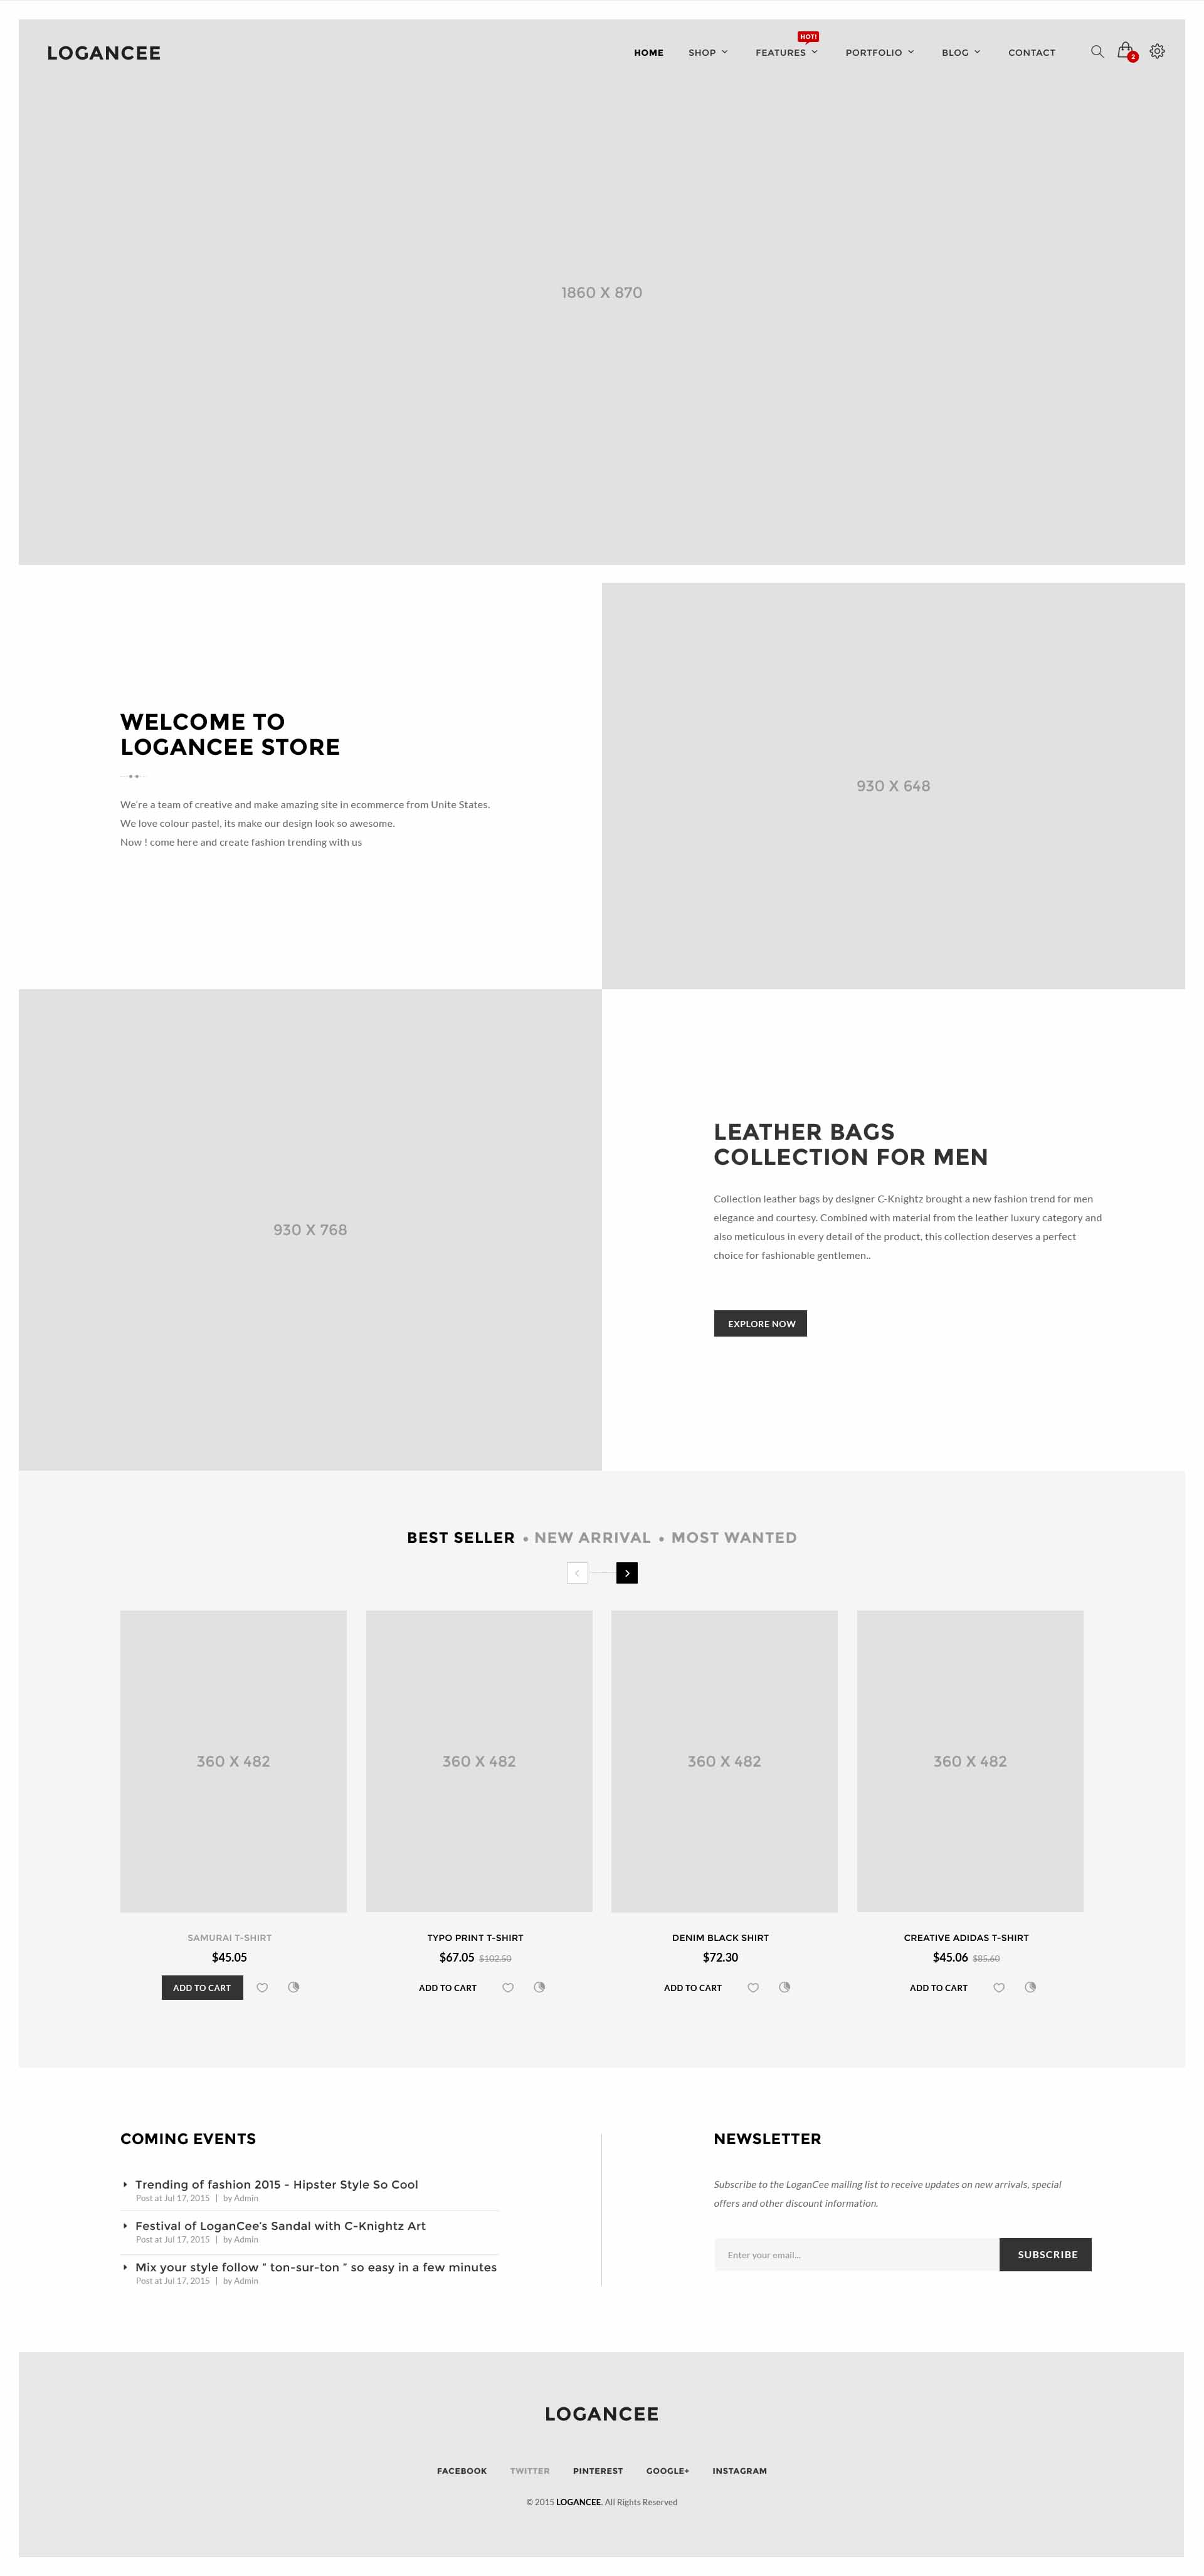 LOGANCEE
HOME SHOP FEATURES HOT! PORTFOLIO BLOG CONTACT 2
1860 X 870
WELCOME TO
LOGANCEE STORE
We're a team of creative and make amazing site in ecommerce from Unite States.
We love colour pastel, its make our design look so awesome.
Now ! come here and create fashion trending with us
930 X 648
930 X 768
LEATHER BAGS
COLLECTION FOR MEN
Collection leather bags by designer C-Knightz brought a new fashion trend for men
elegance and courtesy. Combined with material from the leather luxury category and
also meticulous in every detail of the product, this collection deserves a perfect
choice for fashionable gentlemen..
EXPLORE NOW
BEST SELLER • NEW ARRIVAL • MOST WANTED
360 X 482 360 X 482 360 X 482 360 X 482
SAMURAI T-SHIRT TYPO PRINT T-SHIRT DENIM BLACK SHIRT CREATIVE ADIDAS T-SHIRT
$45.05 $67.05 $102.50 $72.30 $45.06 $85.60
ADD TO CART ADD TO CART ADD TO CART ADD TO CART
COMING EVENTS
Trending of fashion 2015 - Hipster Style So Cool
Post at Jul 17, 2015 | by Admin
Festival of LoganCee's Sandal with C-Knightz Art
Post at Jul 17, 2015 | by Admin
Mix your style follow " ton-sur-ton " so easy in a few minutes
Post at Jul 17, 2015 | by Admin
NEWSLETTER
Subscribe to the LoganCee mailing list to receive updates on new arrivals, special
offers and other discount information.
Enter your email... SUBSCRIBE
LOGANCEE
FACEBOOK TWITTER PINTEREST GOOGLE+ INSTAGRAM
© 2015 LOGANCEE. All Rights Reserved